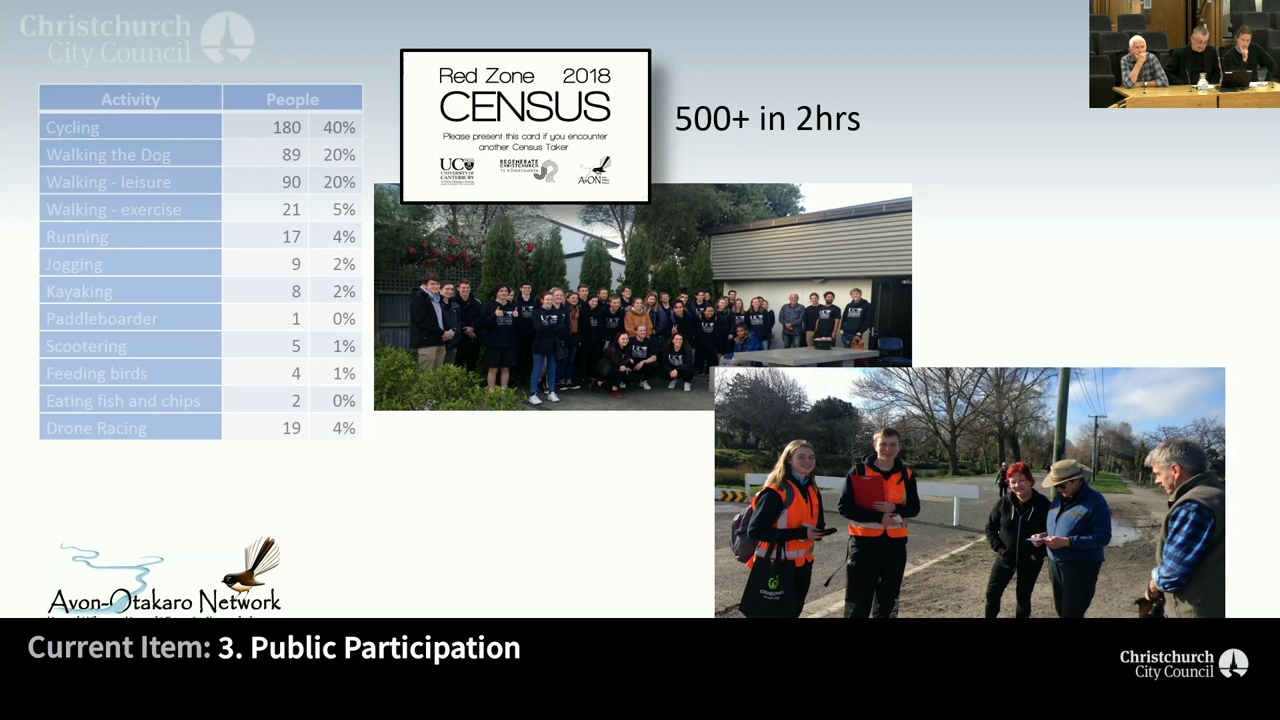 Christchurch
City Council
Activity People
Cycling 180 40%
Walking the Dog 89 20%
Walking - leisure 90 20%
Walking - exercise 21 5%
Running 17 4%
Jogging 9 2%
Kayaking 8 2%
Paddleboarder 1 0%
Scootering 5 1%
Feeding birds 4 1%
Eating fish and chips 2 0%
Drone Racing 19 4%
Red Zone 2018
CENSUS
Please present this card if you encounter
another Census Taker
UC
UNIVERSITY OF
CANTERBURY
REGENERATE
CHRISTCHURCH
AvON
500+ in 2hrs
Avon-Otakaro Network
Current Item: 3. Public Participation
Christchurch
City Council